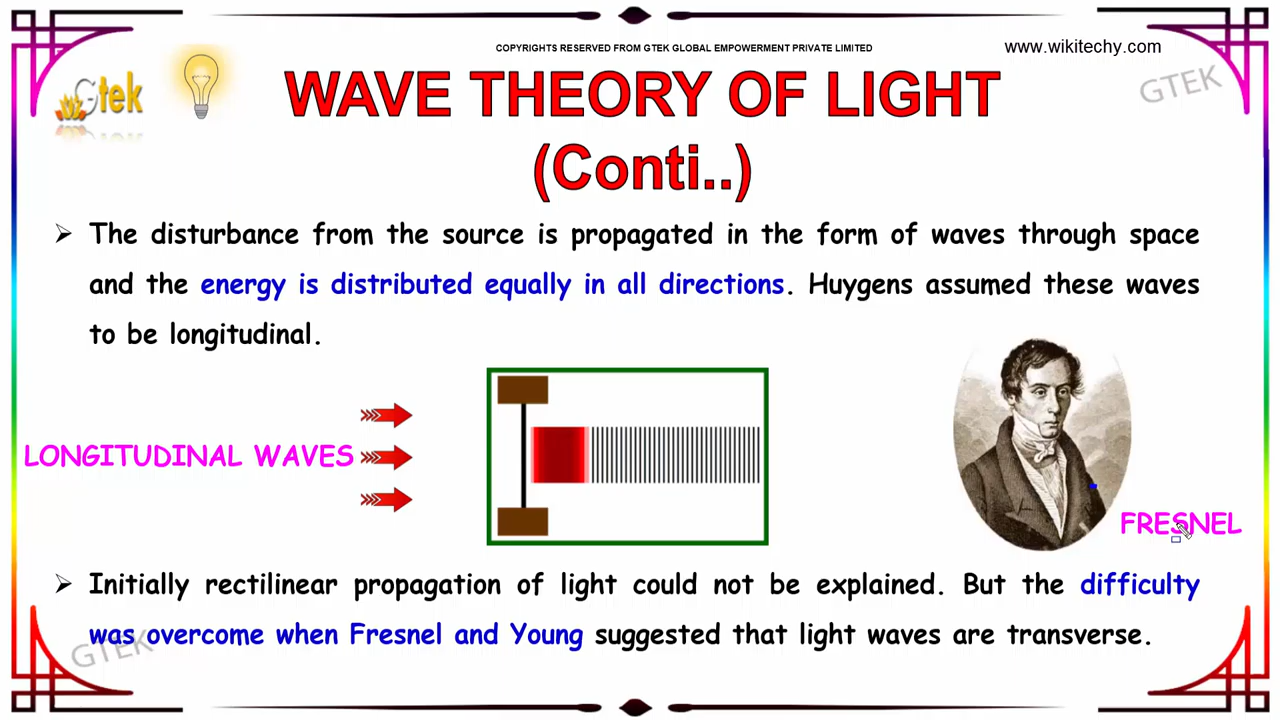 COPYRIGHTS RESERVED FROM GTEK GLOBAL EMPOWERMENT PRIVATE LIMITED
www.wikitechy.com
Gtek
GTEK
WAVE THEORY OF LIGHT
(Conti..)
The disturbance from the source is propagated in the form of waves through space
and the energy is distributed equally in all directions. Huygens assumed these waves
to be longitudinal.
LONGITUDINAL WAVES
FRESNEL
Initially rectilinear propagation of light could not be explained. But the difficulty
was overcome when Fresnel and Young suggested that light waves are transverse.
GTEK